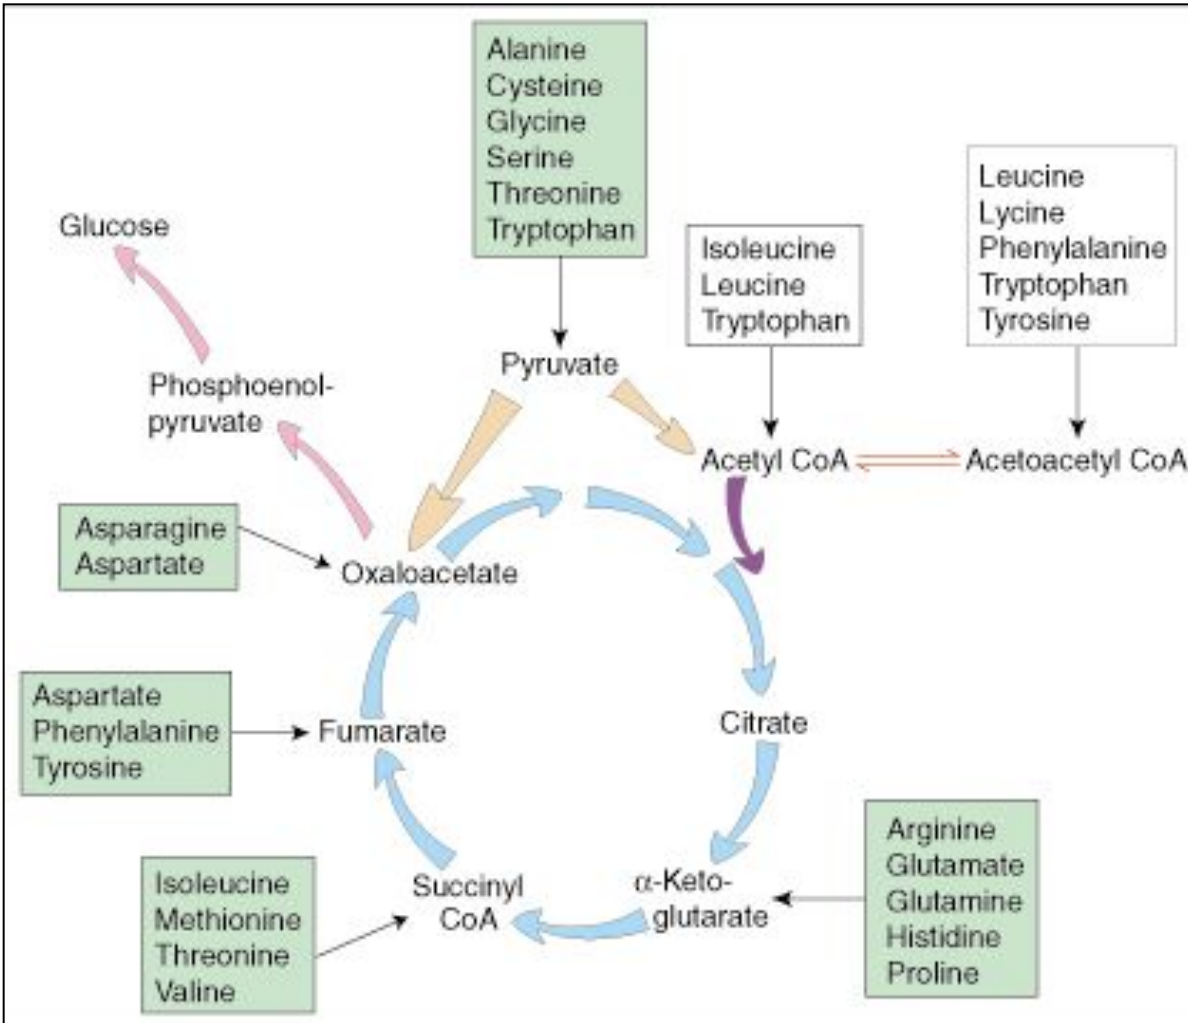 Alanine
Cysteine
Glycine
Serine
Threonine
Tryptophan
Leucine
Lycine
Phenylalanine
Tryptophan
Tyrosine
Glucose
Isoleucine
Leucine
Tryptophan
Pyruvate
Phosphoenol-
pyruvate
Acetyl CoA
Acetoacetyl CoA
Asparagine
Aspartate
Oxaloacetate
Aspartate
Phenylalanine
Tyrosine
Fumarate
Citrate
Arginine
Glutamate
Glutamine
Histidine
Proline
Isoleucine
Methionine
Threonine
Valine
Succinyl
CoA
α-Keto-
glutarate